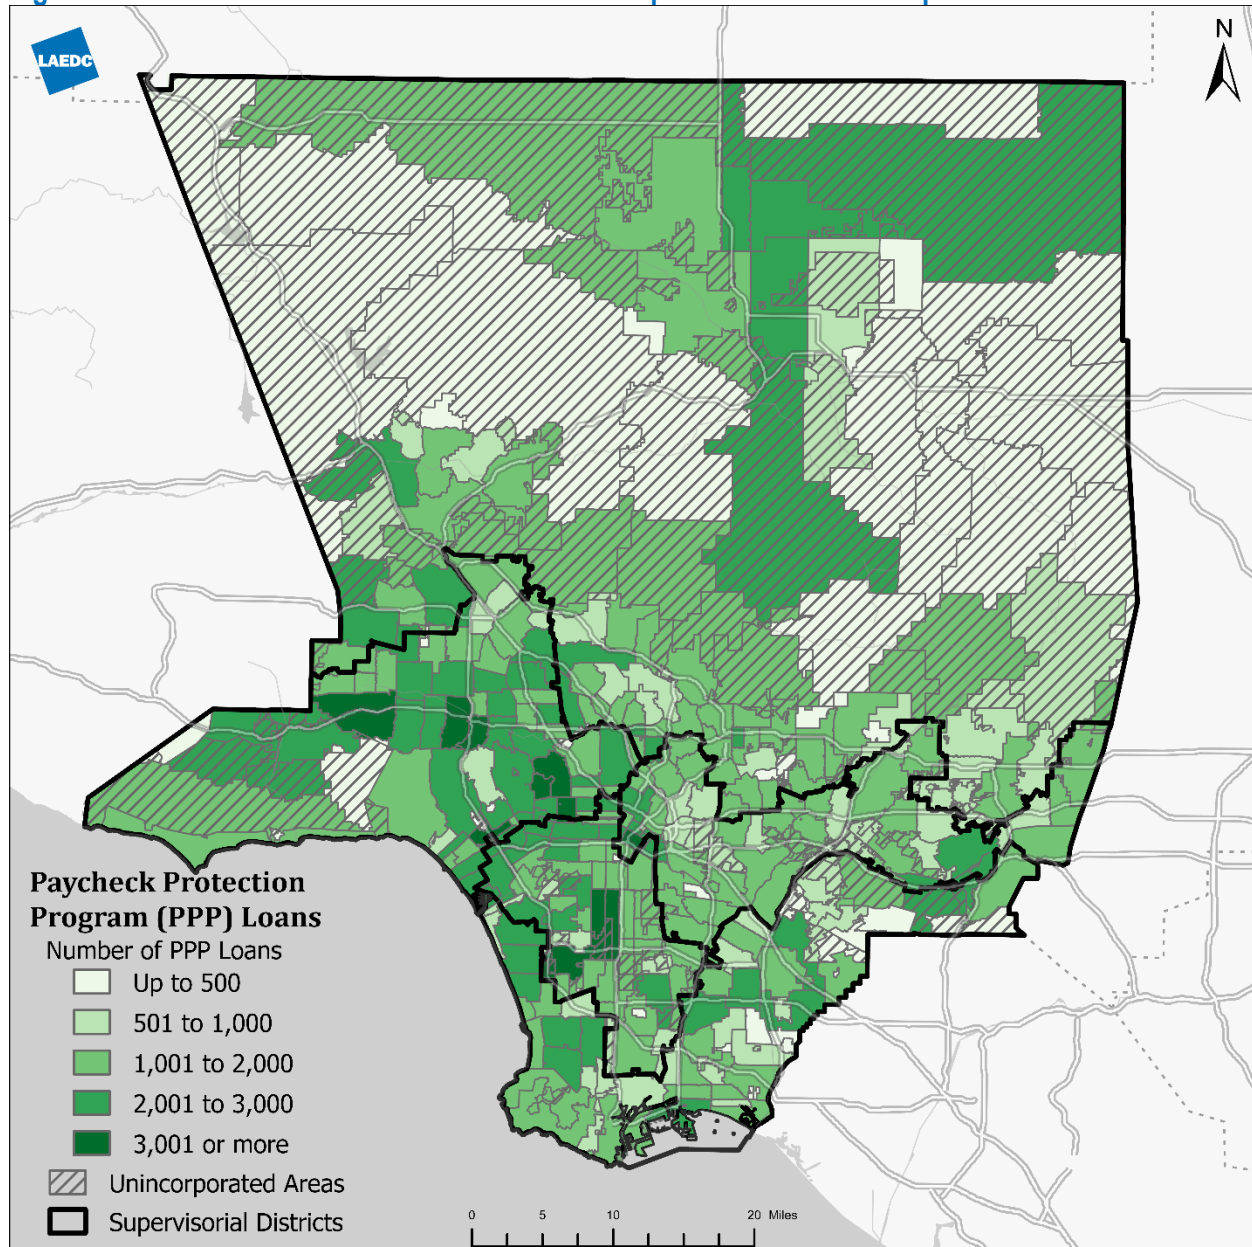 LAEDC
N
Paycheck Protection
Program (PPP) Loans
Number of PPP Loans
Up to 500
501 to 1,000
1,001 to 2,000
2,001 to 3,000
3,001 or more
Unincorporated Areas
Supervisorial Districts
0 5 10 20 Miles